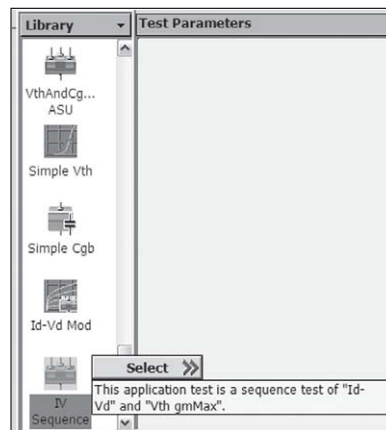 Library
Test Parameters
VthAndCg...
ASU
Simple Vth
Simple Cgb
Id-Vd Mod
Select
This application test is a sequence test of "Id-
Vd" and "Vth gmMax".
IV
Sequence